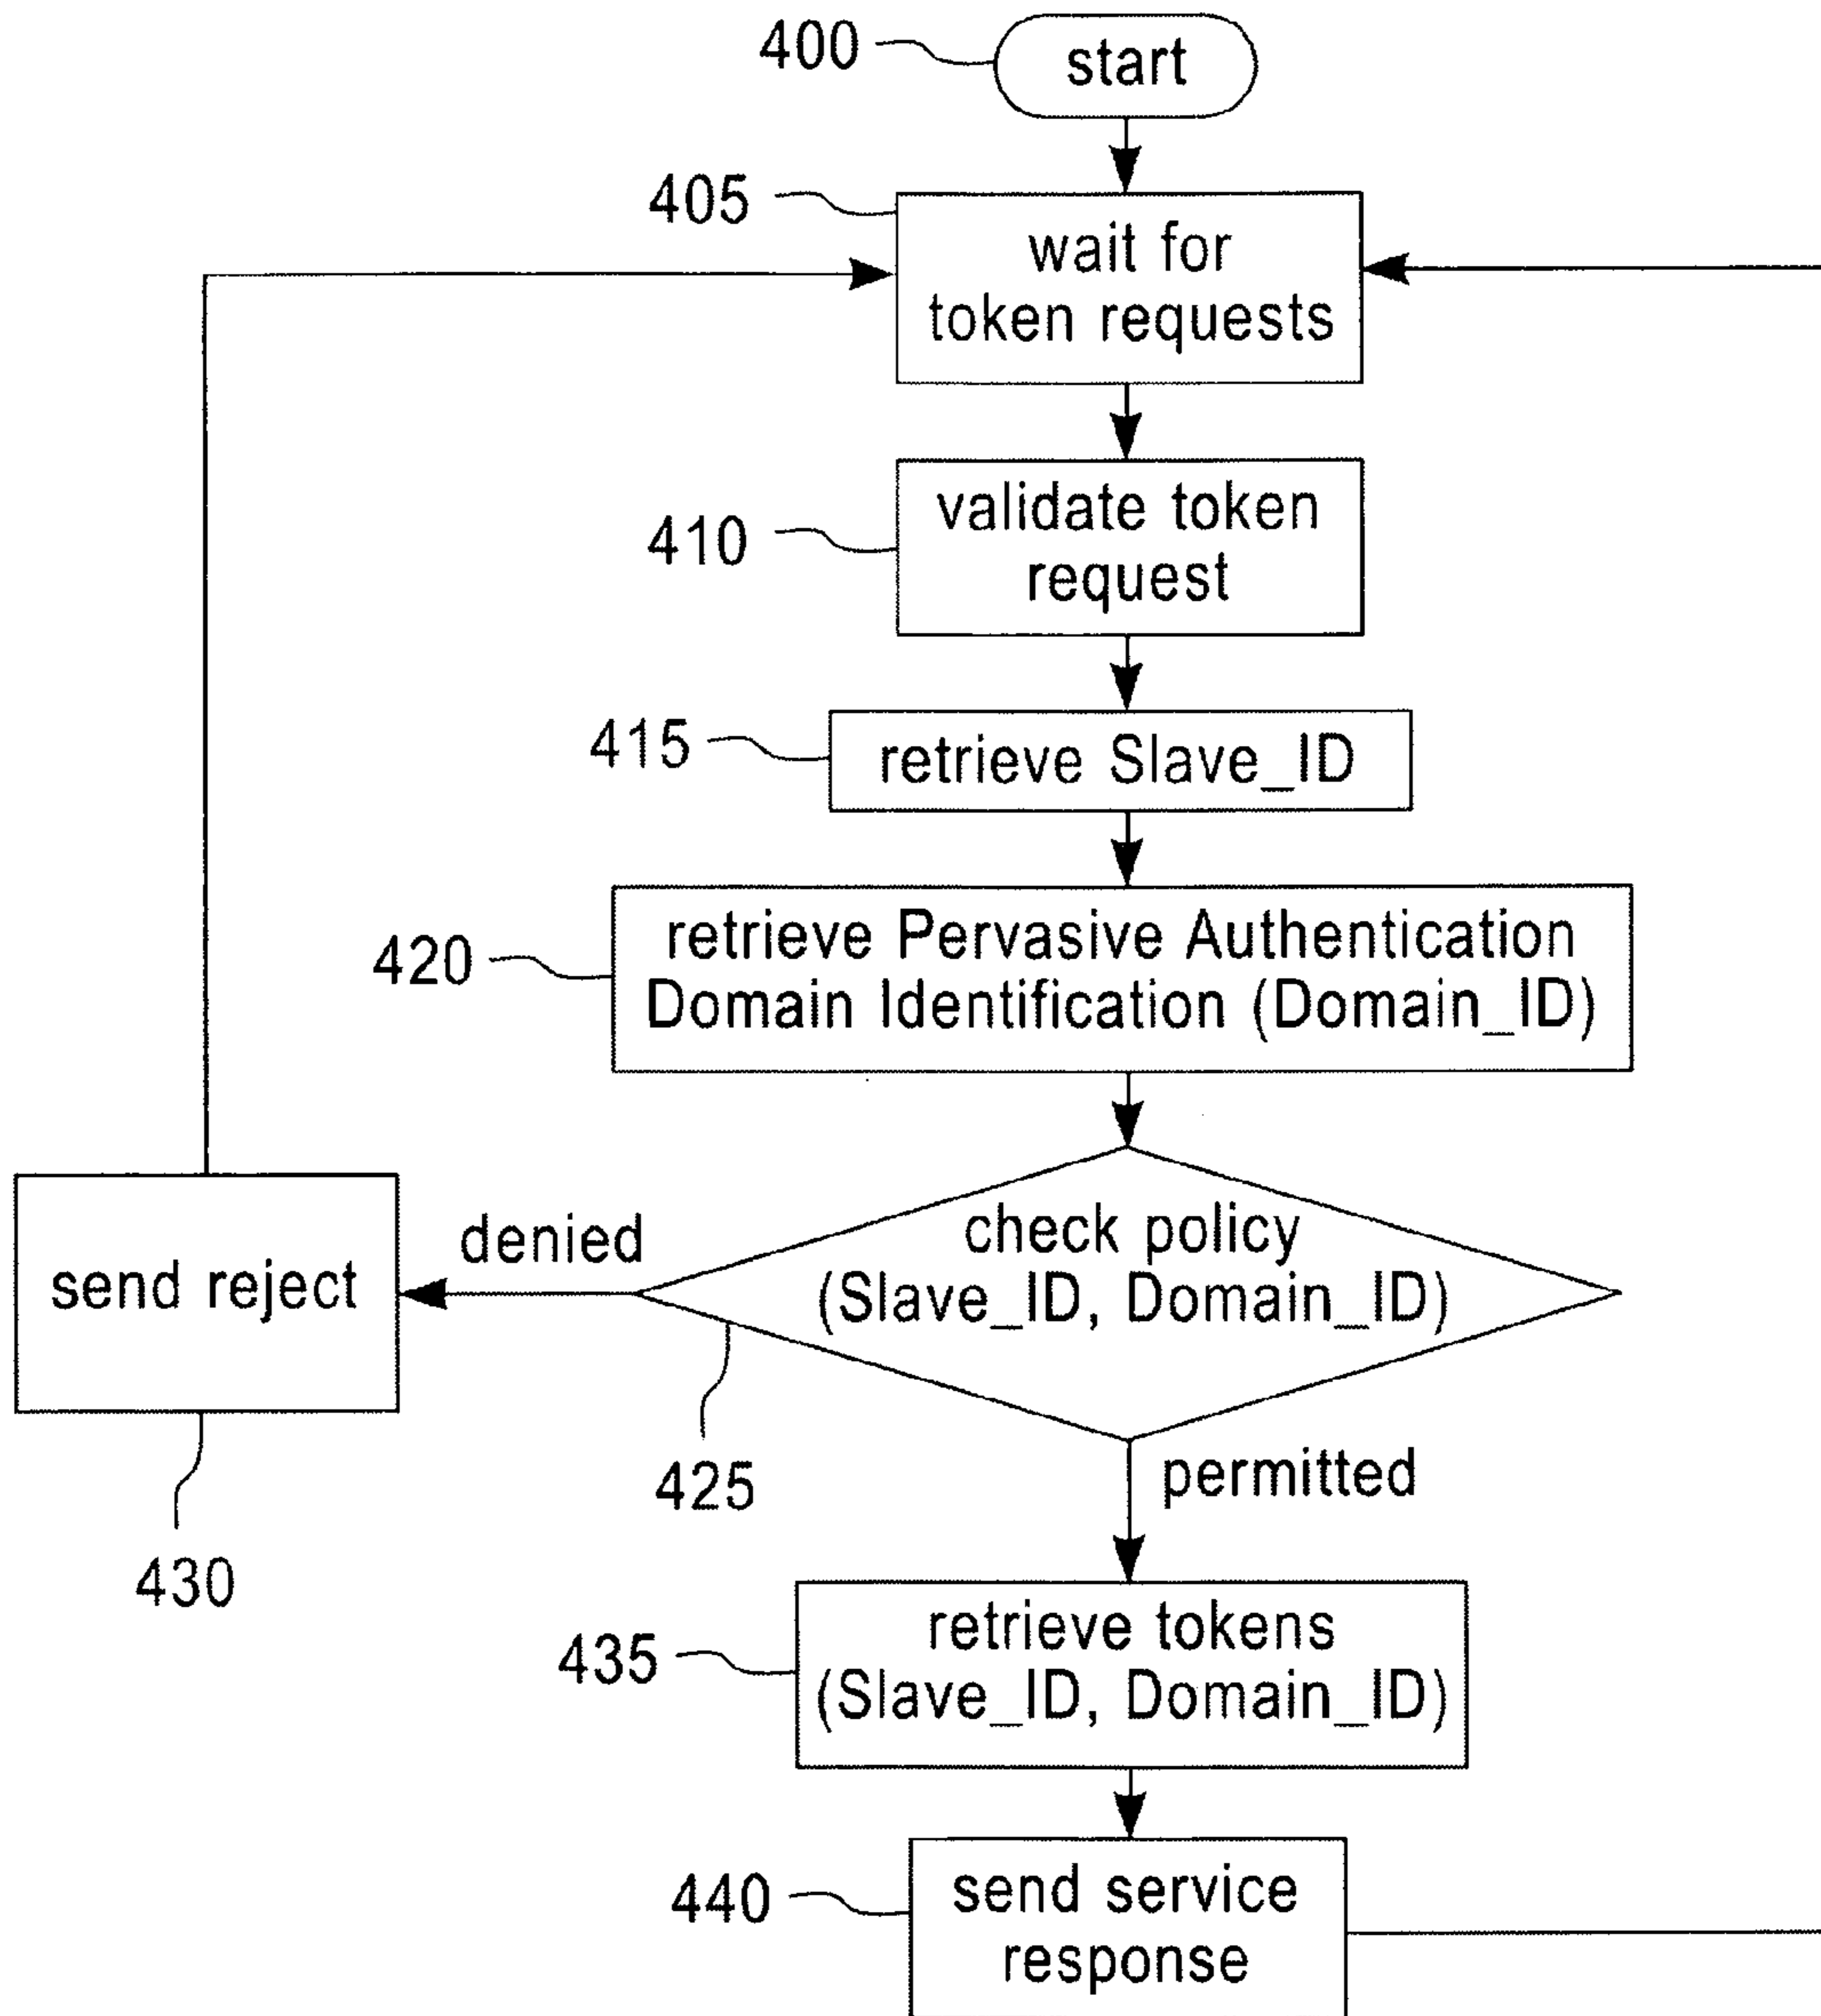 400
start
405
wait for
token requests
410
validate token
request
415
retrieve Slave_ID
420
retrieve Pervasive Authentication
Domain Identification (Domain_ID)
check policy
(Slave_ID, Domain_ID)
denied
send reject
425
430
permitted
435
retrieve tokens
(Slave_ID, Domain_ID)
440
send service
response